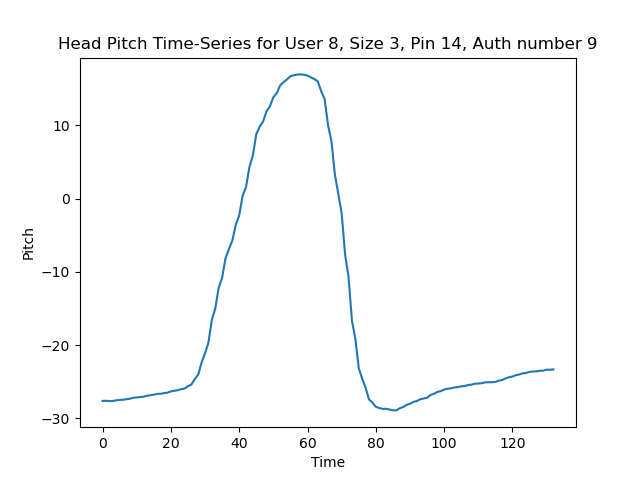 Head Pitch Time-Series for User 8, Size 3, Pin 14, Auth number 9
10
0
−10
−20
−30
Pitch
0 20 40 60 80 100 120
Time